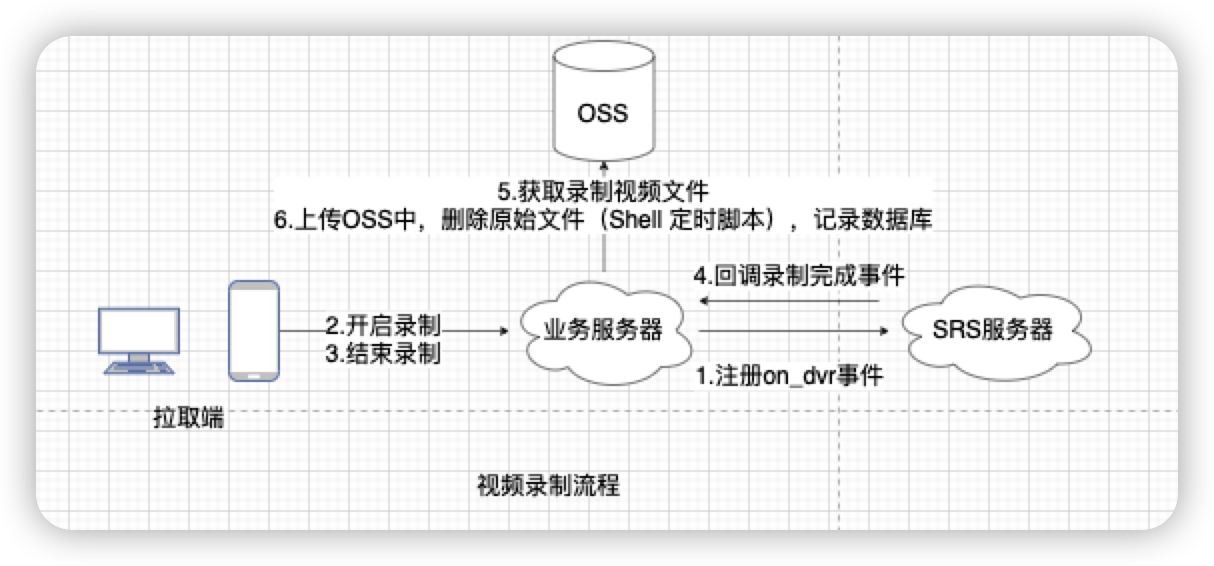 OSS
5.获取录制视频文件
6.上传OSS中，删除原始文件（Shell 定时脚本），记录数据库
4.回调录制完成事件
2.开启录制
3.结束录制
业务服务器
SRS服务器
1.注册on_dvr事件
拉取端
视频录制流程